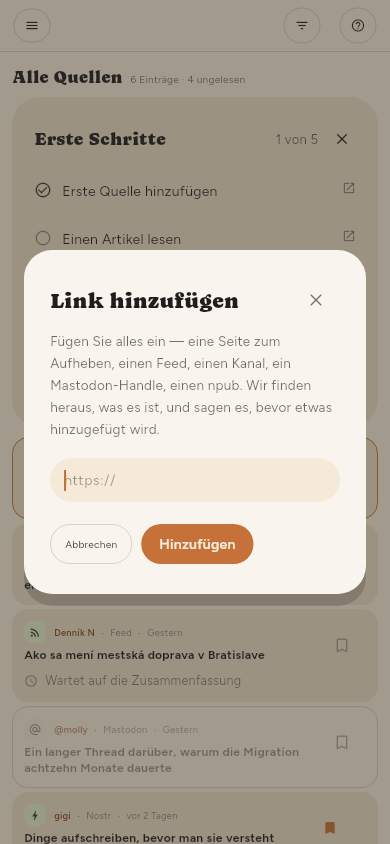 Alle Quellen 6 Einträge · 4 ungelesen
Erste Schritte 1 von 5
Erste Quelle hinzufügen
Einen Artikel lesen
Link hinzufügen
Fügen Sie alles ein — eine Seite zum
Aufheben, einen Feed, einen Kanal, ein
Mastodon-Handle, einen npub. Wir finden
heraus, was es ist, und sagen es, bevor etwas
hinzugefügt wird.
https://
Abbrechen Hinzufügen
Denník N · Feed · Gestern
Ako sa mení mestská doprava v Bratislave
Wartet auf die Zusammenfassung
@molly · Mastodon · Gestern
Ein langer Thread darüber, warum die Migration
achtzehn Monate dauerte
gigi · Nostr · vor 2 Tagen
Dinge aufschreiben, bevor man sie versteht